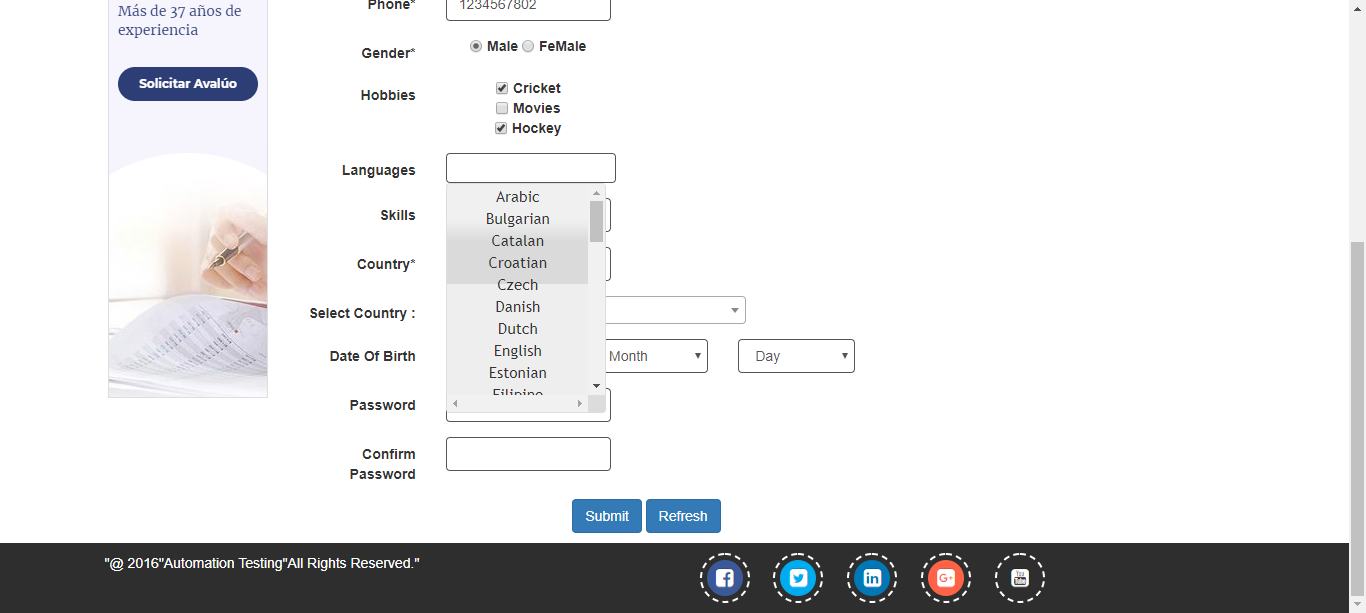 Más de 37 años de
experiencia
Solicitar Avalúo
Phone*
1234567802
Gender*
Male
FeMale
Hobbies
Cricket
Movies
Hockey
Languages
Arabic
Bulgarian
Catalan
Croatian
Czech
Danish
Dutch
English
Estonian
Filipino
Skills
Country*
Select Country :
Date Of Birth
Month
Day
Password
Confirm
Password
Submit
Refresh
"@ 2016"Automation Testing"All Rights Reserved."
G+
You
Tube